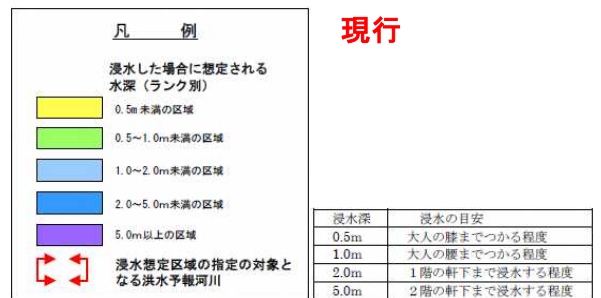 凡 例
現行
浸水した場合に想定される
水深（ランク別）
0.5m未満の区域
0.5～1.0m未満の区域
1.0～2.0m未満の区域
2.0～5.0m未満の区域
5.0m以上の区域
浸水想定区域の指定の対象と
なる洪水予報河川
浸水深 浸水の目安
0.5m 大人の膝までつかる程度
1.0m 大人の腰までつかる程度
2.0m 1階の軒下まで浸水する程度
5.0m 2階の軒下まで浸水する程度